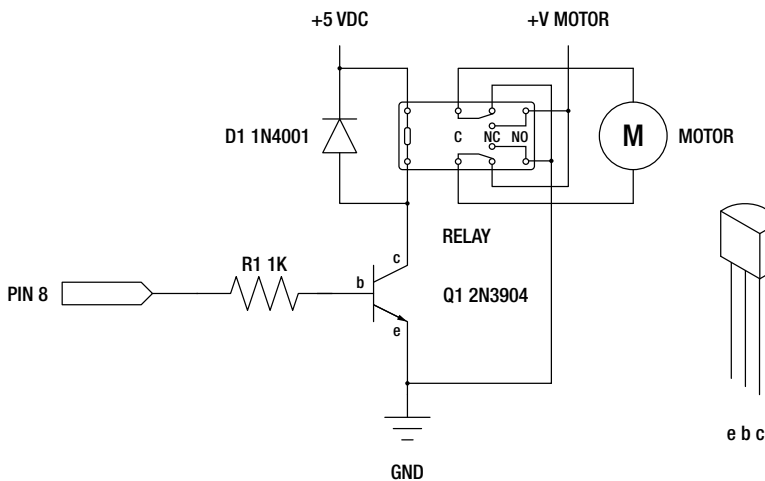 +5 VDC
+V MOTOR
D1 1N4001
C NC NO
M
MOTOR
RELAY
c
R1 1K
PIN 8
b
Q1 2N3904
e
e b c
GND